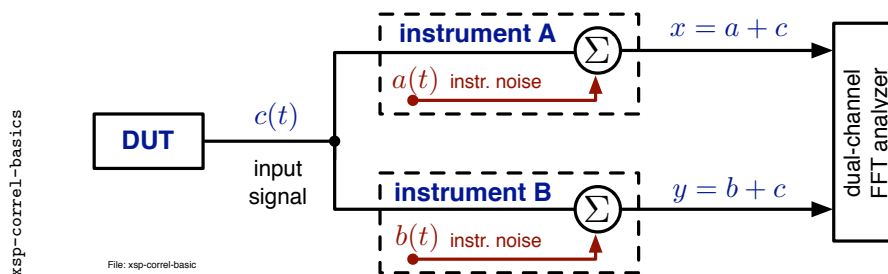 xsp-correl-basics
DUT
c(t)
input
signal
instrument A
a(t) instr. noise
Σ
x = a + c
instrument B
b(t) instr. noise
Σ
y = b + c
dual-channel
FFT analyzer
File: xsp-correl-basic